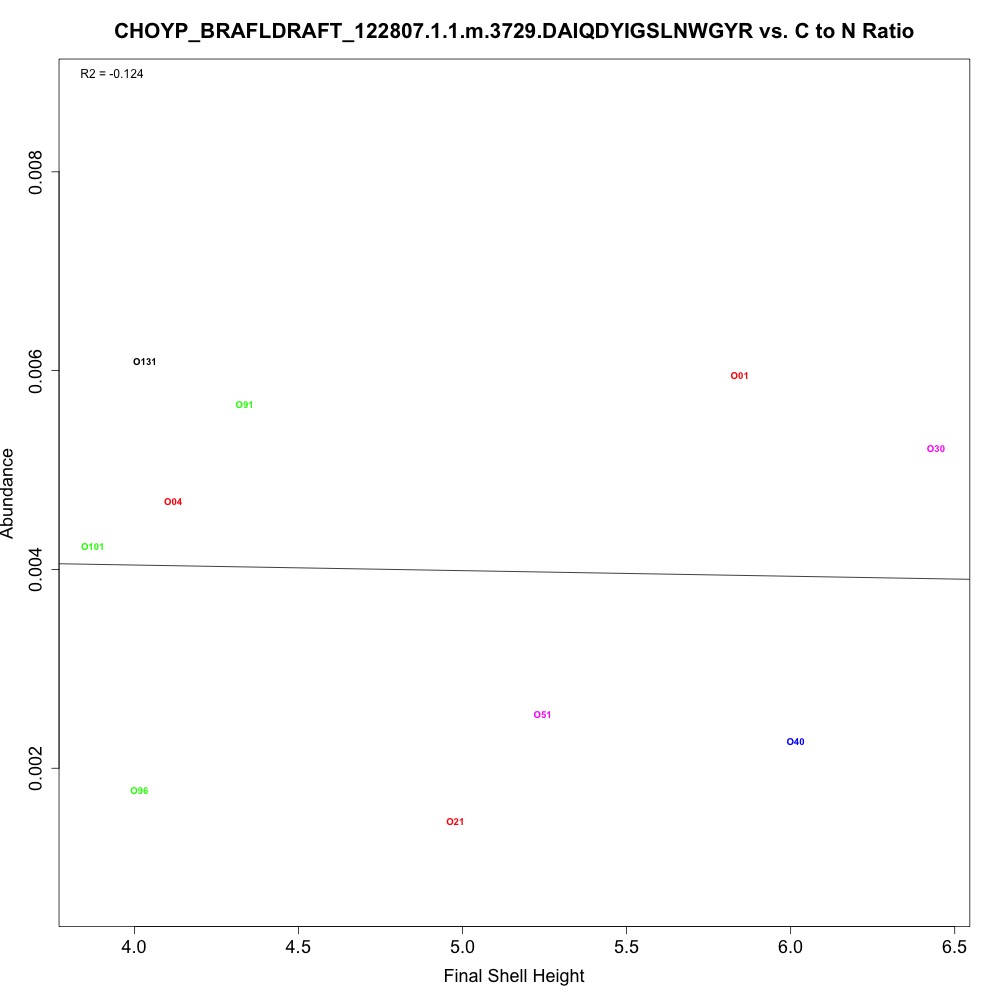 CHOYP_BRAFLDRAFT_122807.1.1.m.3729.DAIQDYIGSLNWGYR vs. C to N Ratio
R2 = -0.124
0.008
0.006
0.004
0.002
Abundance
O131
O01
O91
O30
O04
O101
O51
O40
O96
O21
4.0 4.5 5.0 5.5 6.0 6.5
Final Shell Height